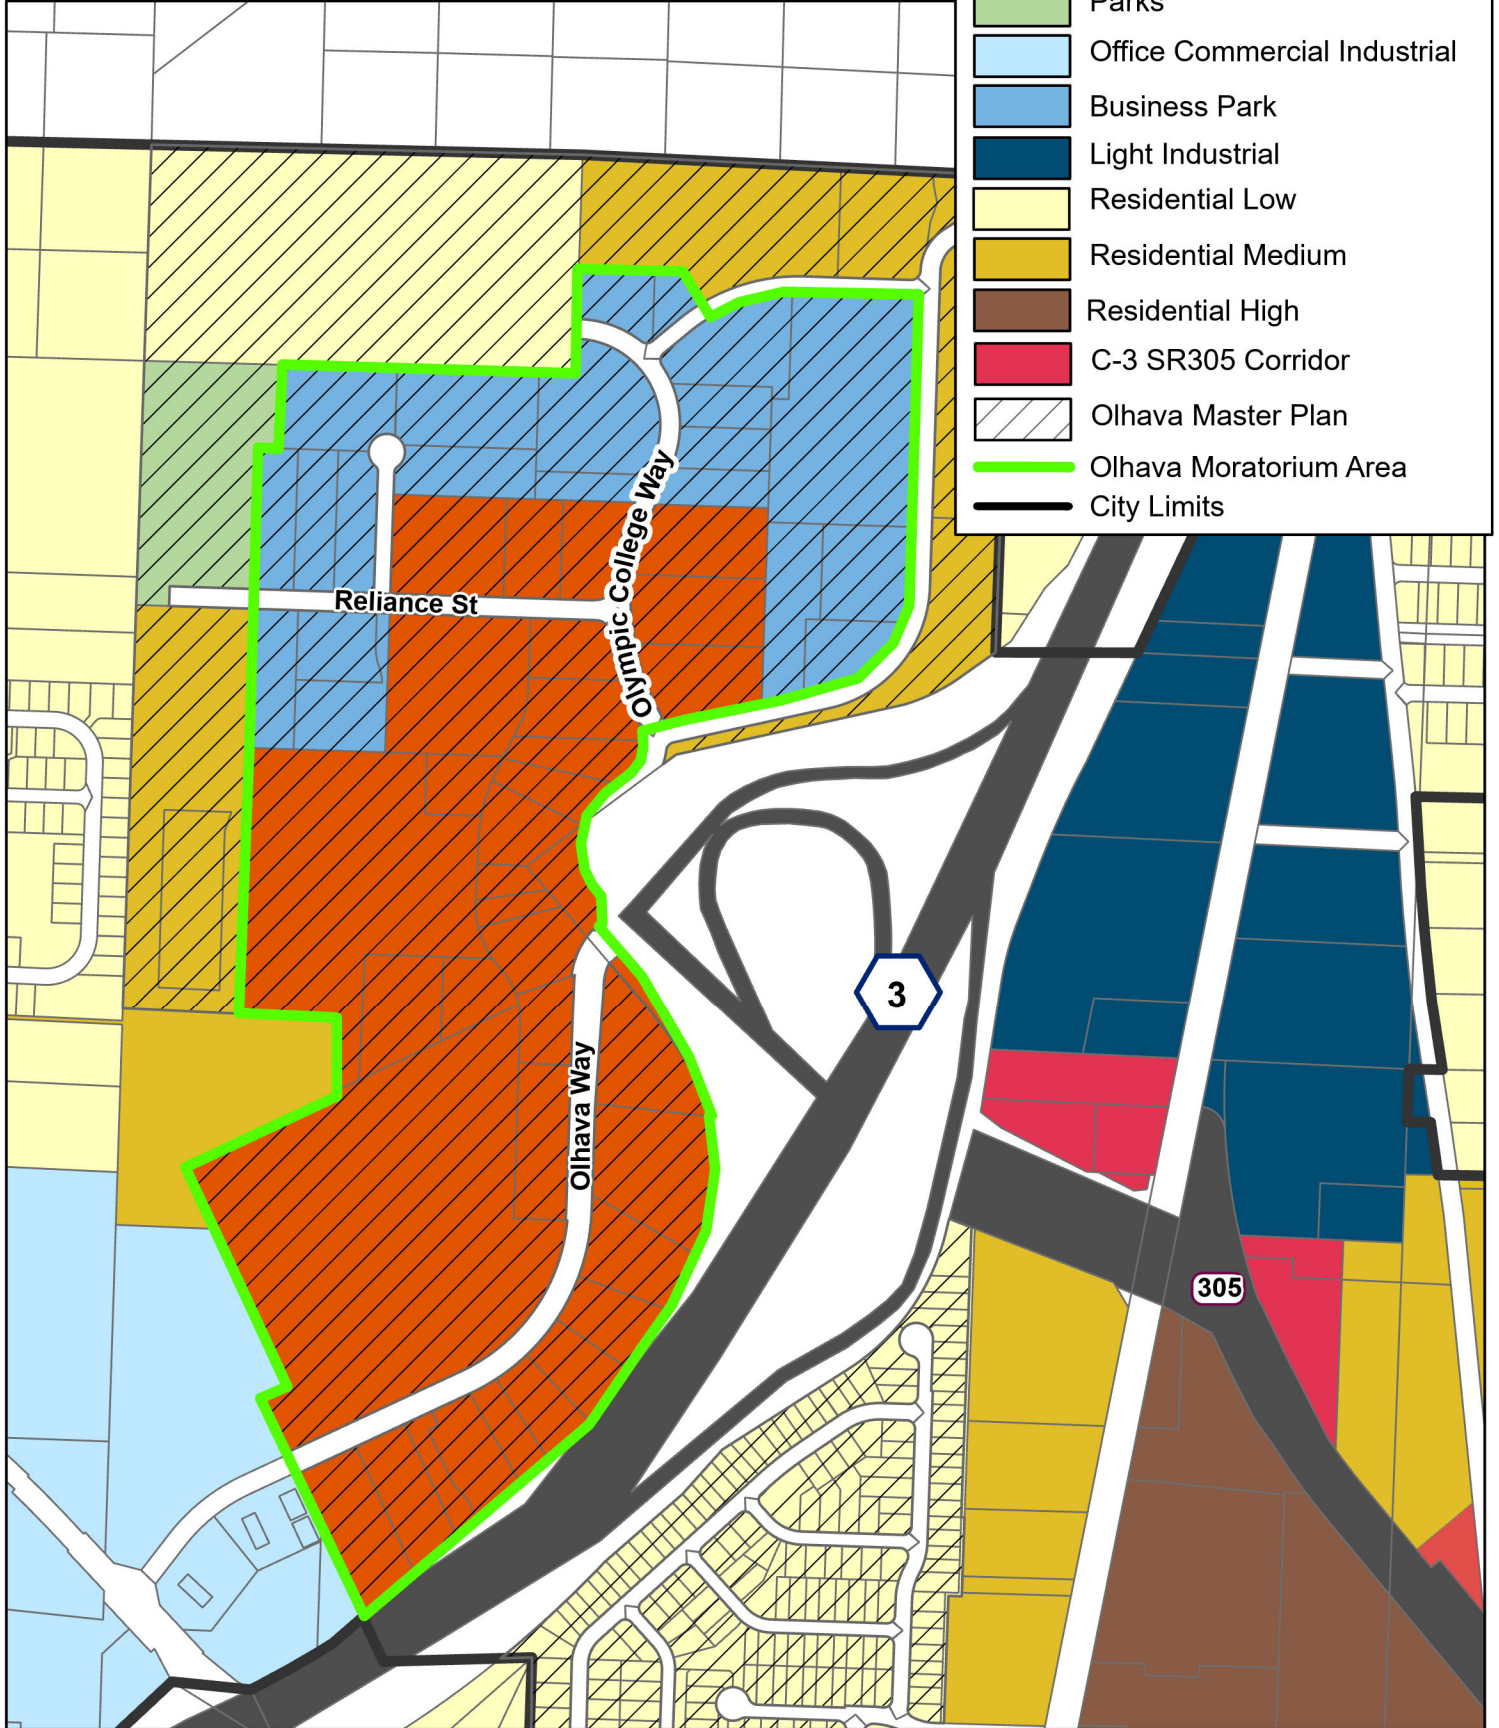 Parks
Office Commercial Industrial
Business Park
Light Industrial
Residential Low
Residential Medium
Residential High
C-3 SR305 Corridor
Olhava Master Plan
Olhava Moratorium Area
City Limits
Olympic College Way
Reliance St
3
Olhava Way
305